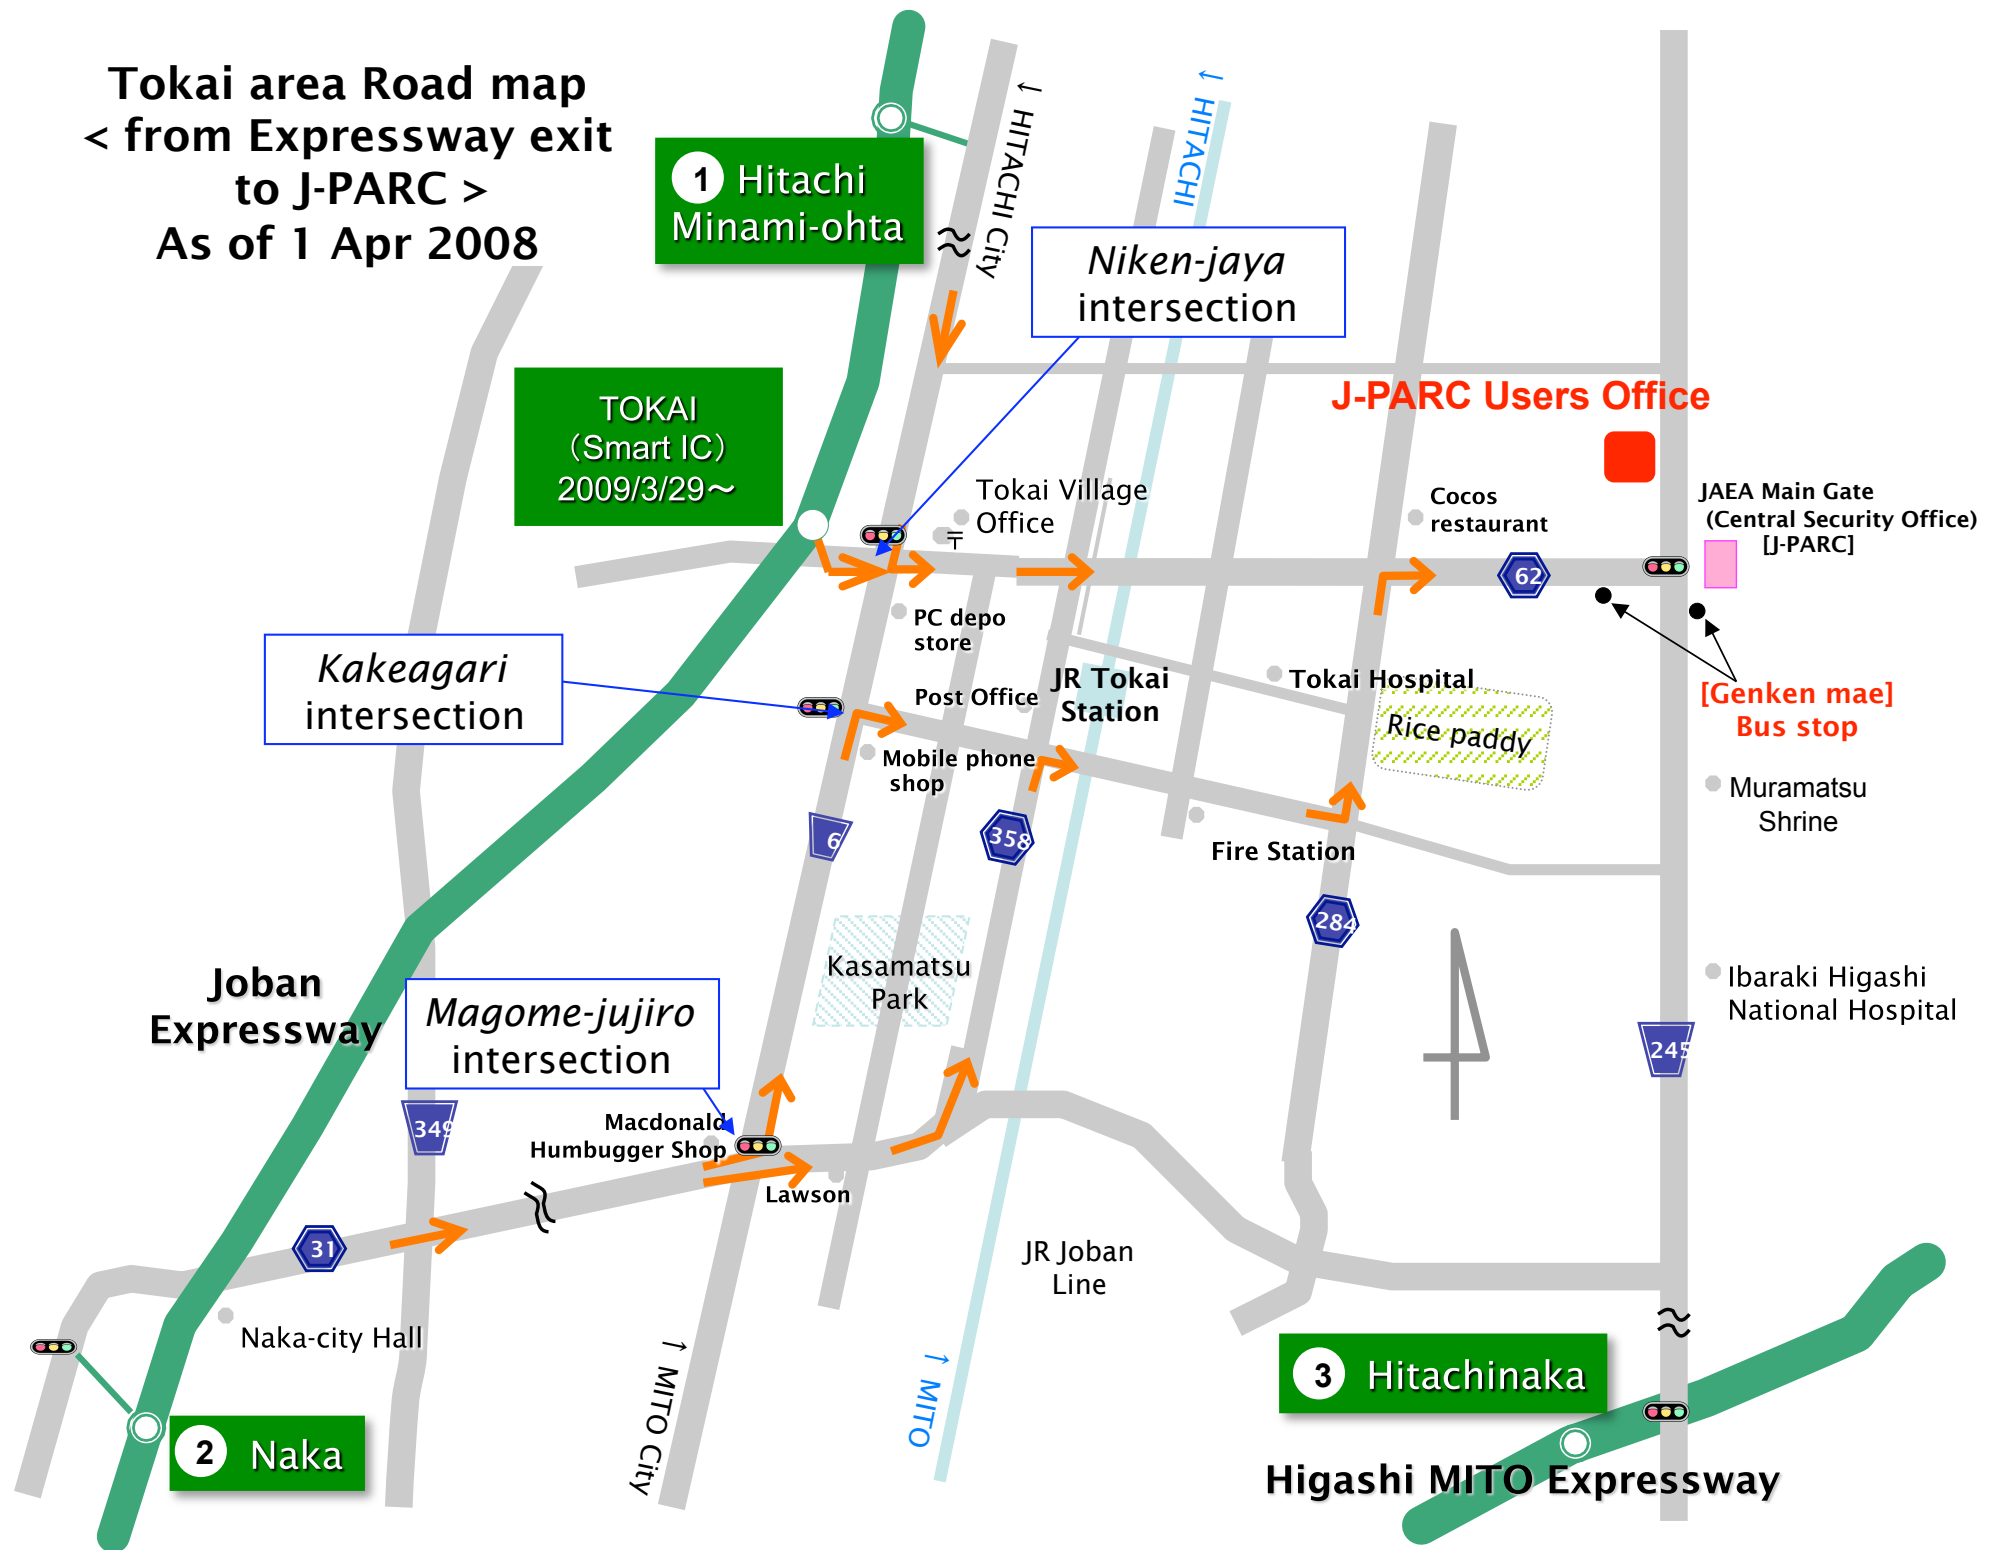 Tokai area Road map
< from Expressway exit
to J-PARC >
As of 1 Apr 2008
1 Hitachi
Minami-ohta
↓ HITACHI City
↓ HITACHI
Niken-jaya
intersection
TOKAI
（Smart IC）
2009/3/29～
J-PARC Users Office
Tokai Village
Office
〒
Cocos
restaurant
JAEA Main Gate
(Central Security Office)
[J-PARC]
62
PC depo
store
Kakeagari
intersection
Post Office
JR Tokai
Station
Tokai Hospital
Rice paddy
[Genken mae]
Bus stop
Mobile phone
shop
Muramatsu
Shrine
6
358
Fire Station
284
Kasamatsu
Park
Joban
Expressway
Magome-jujiro
intersection
Ibaraki Higashi
National Hospital
245
349
Macdonald
Humbugger Shop
Lawson
31
JR Joban
Line
Naka-city Hall
↑ MITO City
↑ MITO
3 Hitachinaka
2 Naka
Higashi MITO Expressway